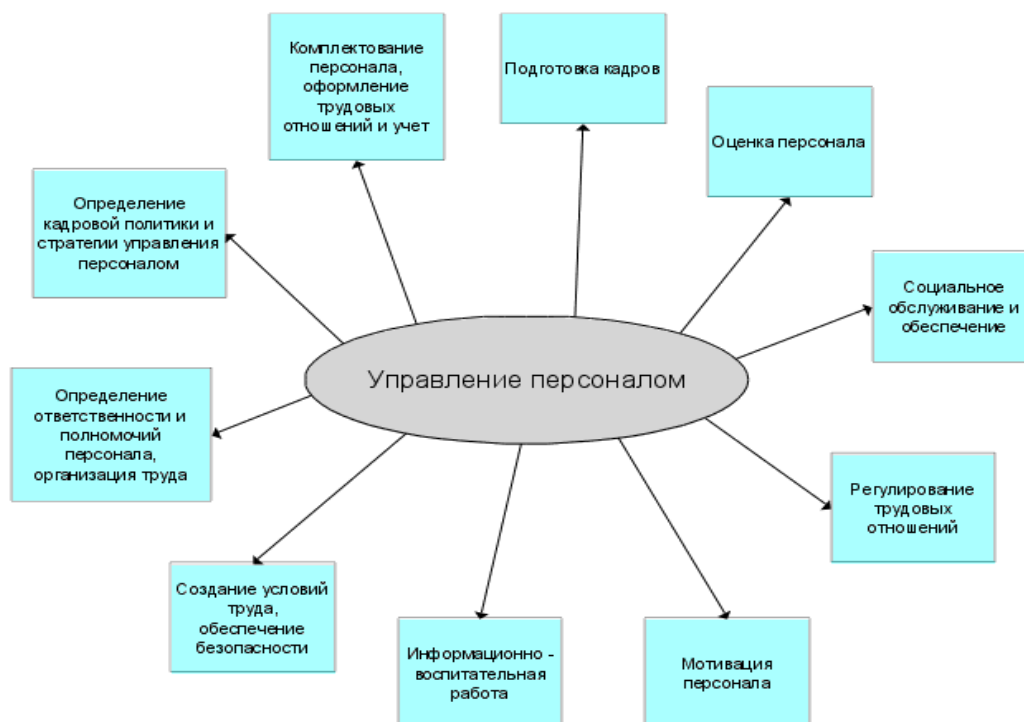 Комплектование
персонала,
оформление
трудовых
отношений и учет
Подготовка кадров
Оценка персонала
Определение
кадровой политики и
стратегии управления
персоналом
Социальное
обслуживание и
обеспечение
Управление персоналом
Определение
ответственности и
полномочий
персонала,
организация труда
Регулирование
трудовых
отношений
Создание условий
труда,
обеспечение
безопасности
Информационно -
воспитательная
работа
Мотивация
персонала